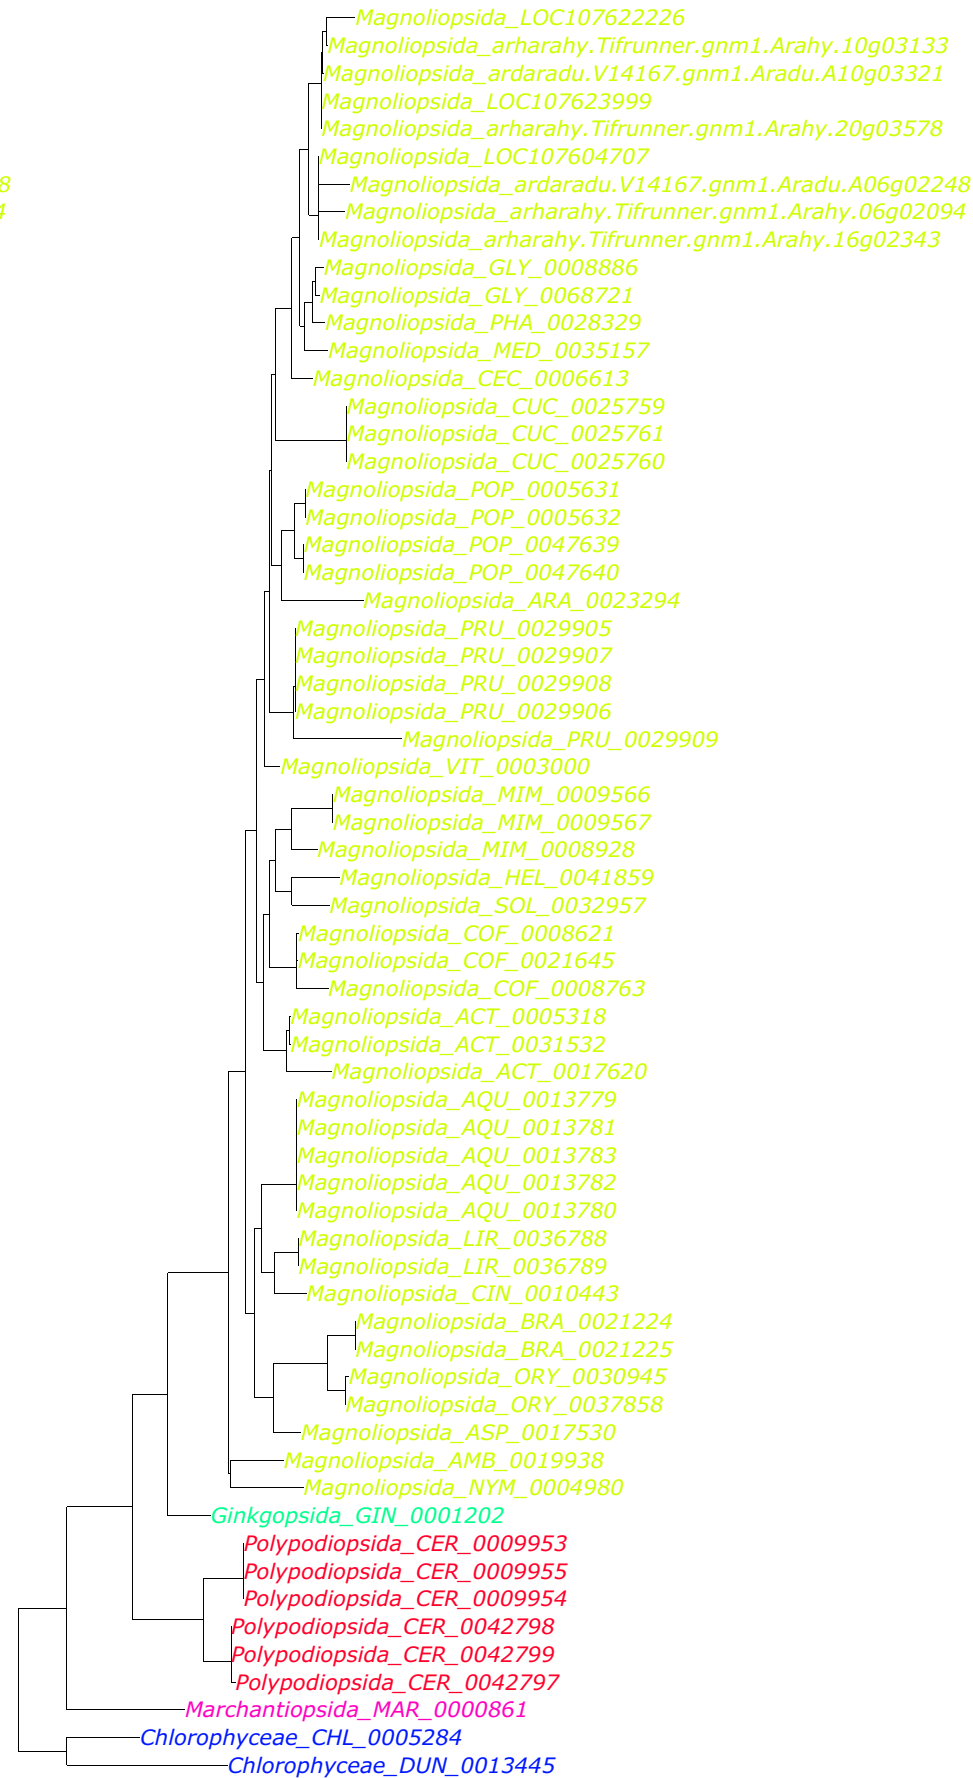 Magnoliopsida_LOC107622226
Magnoliopsida_arharahy.Tifrunner.gnm1.Arahy.10g03133
Magnoliopsida_ardaradu.V14167.gnm1.Aradu.A10g03321
Magnoliopsida_LOC107623999
Magnoliopsida_arharahy.Tifrunner.gnm1.Arahy.20g03578
Magnoliopsida_LOC107604707
8
Magnoliopsida_ardaradu.V14167.gnm1.Aradu.A06g02248
4
Magnoliopsida_arharahy.Tifrunner.gnm1.Arahy.06g02094
Magnoliopsida_arharahy.Tifrunner.gnm1.Arahy.16g02343
Magnoliopsida_GLY_0008886
Magnoliopsida_GLY_0068721
Magnoliopsida_PHA_0028329
Magnoliopsida_MED_0035157
Magnoliopsida_CEC_0006613
Magnoliopsida_CUC_0025759
Magnoliopsida_CUC_0025761
Magnoliopsida_CUC_0025760
Magnoliopsida_POP_0005631
Magnoliopsida_POP_0005632
Magnoliopsida_POP_0047639
Magnoliopsida_POP_0047640
Magnoliopsida_ARA_0023294
Magnoliopsida_PRU_0029905
Magnoliopsida_PRU_0029907
Magnoliopsida_PRU_0029908
Magnoliopsida_PRU_0029906
Magnoliopsida_PRU_0029909
Magnoliopsida_VIT_0003000
Magnoliopsida_MIM_0009566
Magnoliopsida_MIM_0009567
Magnoliopsida_MIM_0008928
Magnoliopsida_HEL_0041859
Magnoliopsida_SOL_0032957
Magnoliopsida_COF_0008621
Magnoliopsida_COF_0021645
Magnoliopsida_COF_0008763
Magnoliopsida_ACT_0005318
Magnoliopsida_ACT_0031532
Magnoliopsida_ACT_0017620
Magnoliopsida_AQU_0013779
Magnoliopsida_AQU_0013781
Magnoliopsida_AQU_0013783
Magnoliopsida_AQU_0013782
Magnoliopsida_AQU_0013780
Magnoliopsida_LIR_0036788
Magnoliopsida_LIR_0036789
Magnoliopsida_CIN_0010443
Magnoliopsida_BRA_0021224
Magnoliopsida_BRA_0021225
Magnoliopsida_ORY_0030945
Magnoliopsida_ORY_0037858
Magnoliopsida_ASP_0017530
Magnoliopsida_AMB_0019938
Magnoliopsida_NYM_0004980
Ginkgopsida_GIN_0001202
Polypodiopsida_CER_0009953
Polypodiopsida_CER_0009955
Polypodiopsida_CER_0009954
Polypodiopsida_CER_0042798
Polypodiopsida_CER_0042799
Polypodiopsida_CER_0042797
Marchantiopsida_MAR_0000861
Chlorophyceae_CHL_0005284
Chlorophyceae_DUN_0013445